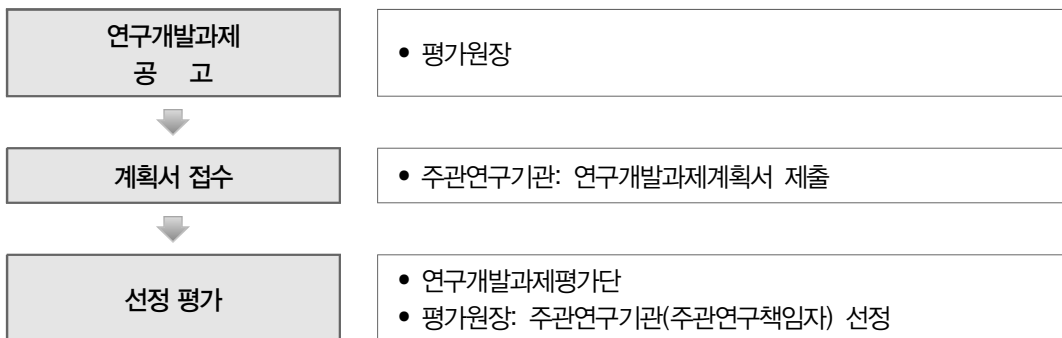 연구개발과제
공 고
• 평가원장
계획서 접수
• 주관연구기관: 연구개발과제계획서 제출
선정 평가
• 연구개발과제평가단
• 평가원장: 주관연구기관(주관연구책임자) 선정